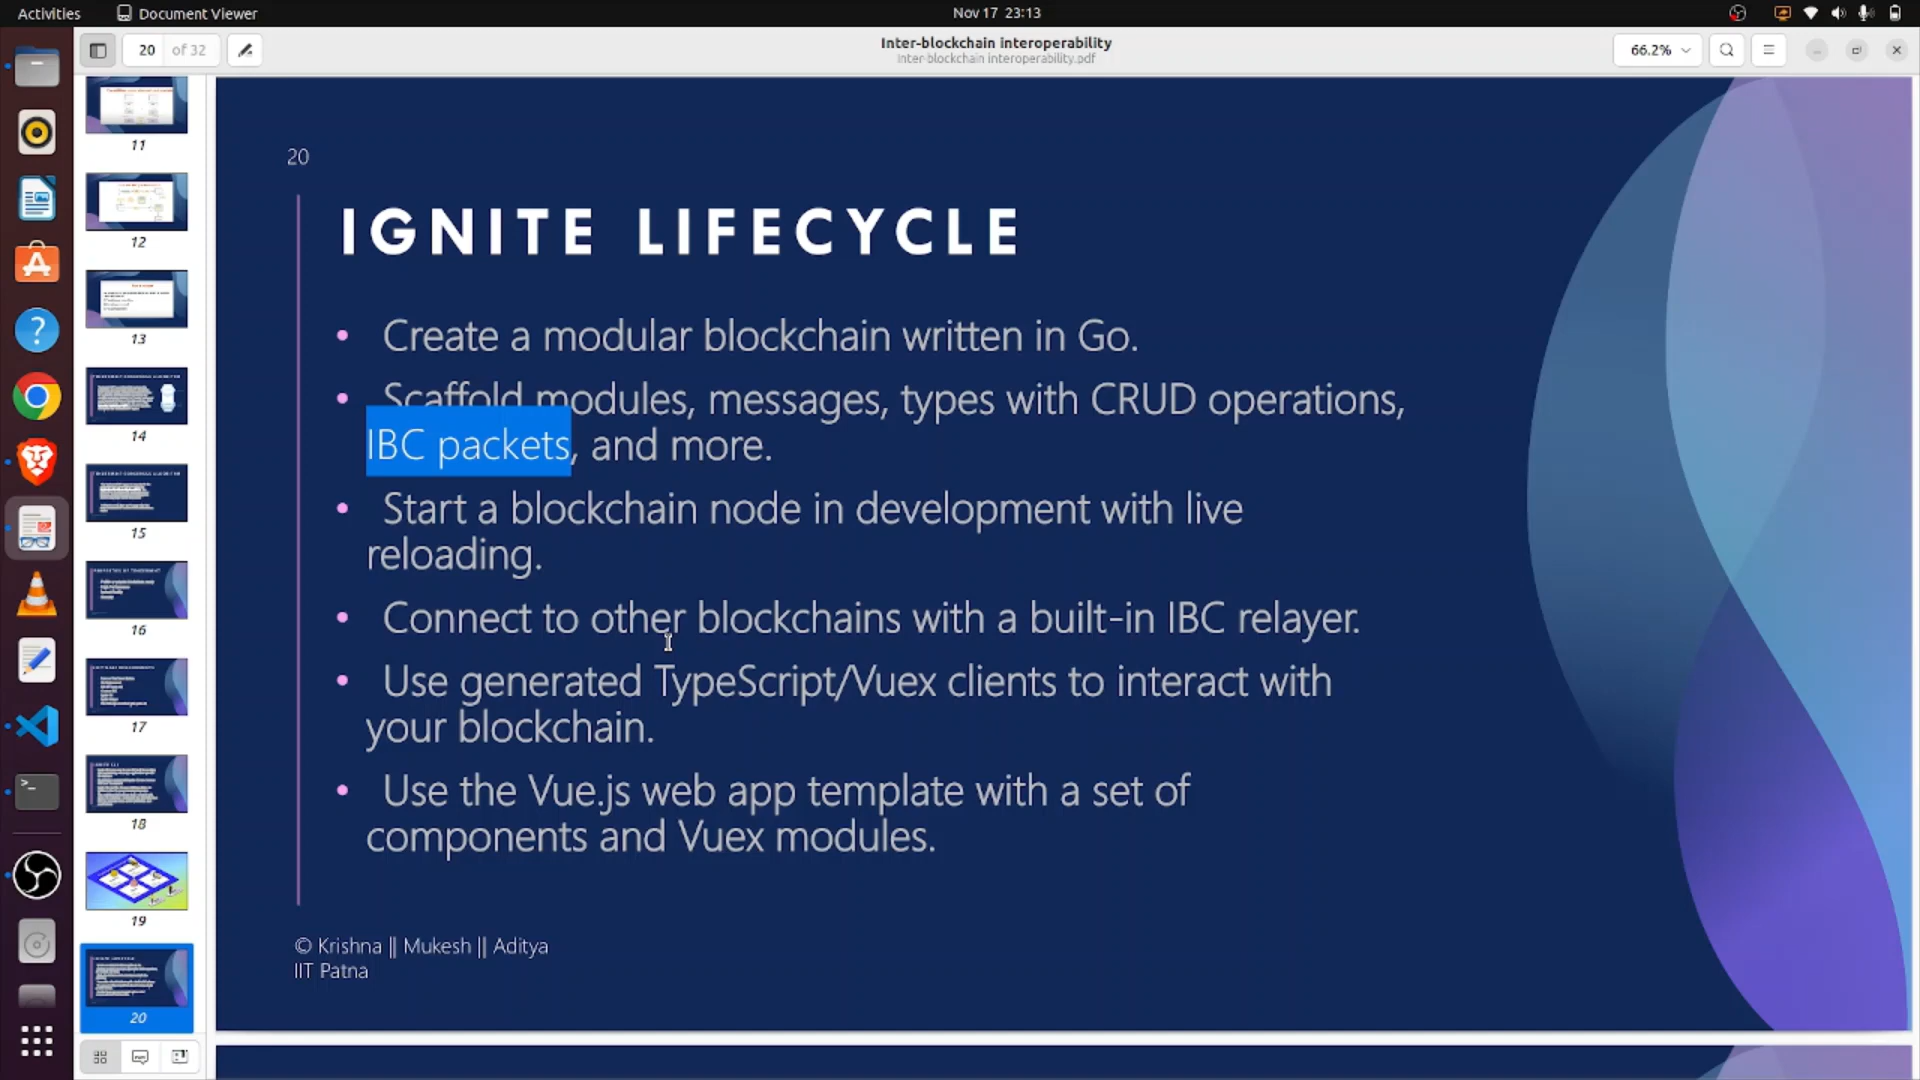 Activities
Document Viewer
Nov 17 23:13
20 of 32
Inter-blockchain interoperability
Inter-blockchain interoperability.pdf
66.2%
11
12
13
14
15
16
17
18
19
20
20
IGNITE LIFECYCLE
• Create a modular blockchain written in Go.
• Scaffold modules, messages, types with CRUD operations,
IBC packets, and more.
• Start a blockchain node in development with live
reloading.
• Connect to other blockchains with a built-in IBC relayer.
• Use generated TypeScript/Vuex clients to interact with
your blockchain.
• Use the Vue.js web app template with a set of
components and Vuex modules.
© Krishna || Mukesh || Aditya
IIT Patna